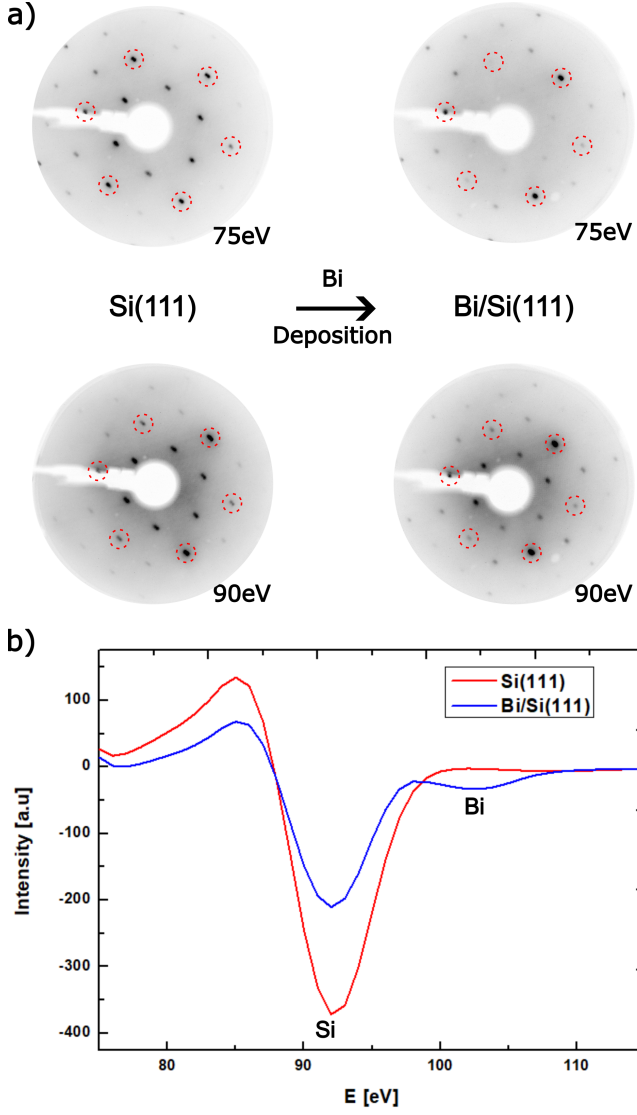 a)
75eV
75eV
Si(111)
Bi
Deposition
Bi/Si(111)
90eV
90eV
b)
Si(111)
Bi/Si(111)
100
0
-100
-200
-300
-400
Intensity [a.u]
Bi
Si
80
90
100
110
E [eV]